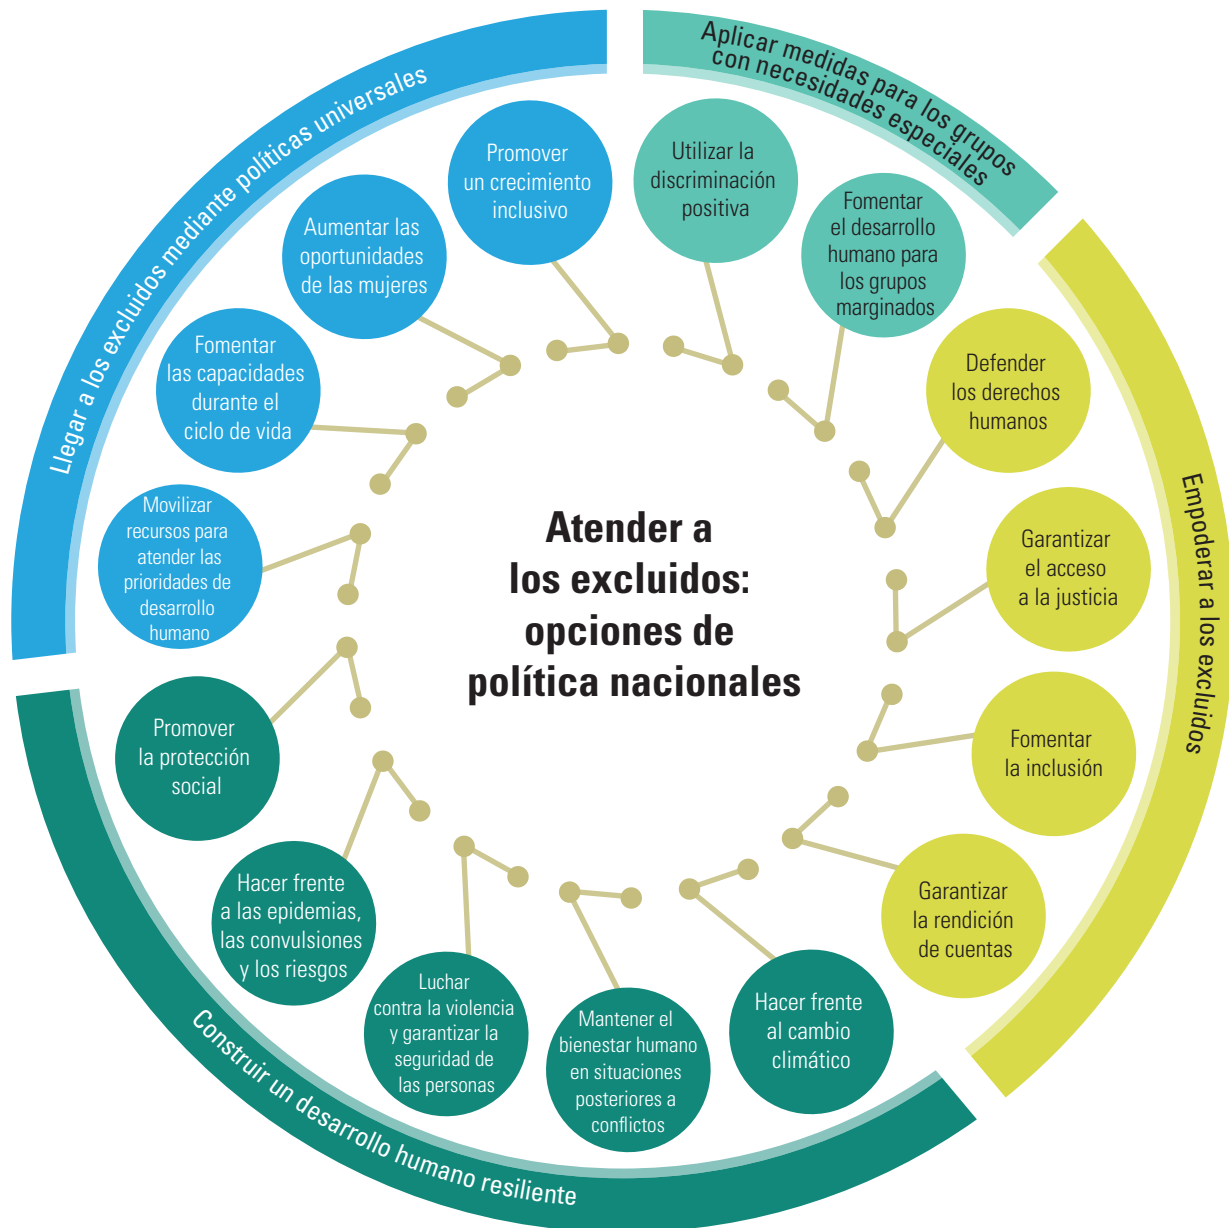 Atender a
los excluidos:
opciones de
política nacionales
Llegar a los excluidos mediante políticas universales
Promover
un crecimiento
inclusivo
Aumentar las
oportunidades
de las mujeres
Fomentar
las capacidades
durante el
ciclo de vida
Movilizar
recursos para
atender las
prioridades de
desarrollo
humano
Aplicar medidas para los grupos
con necesidades especiales
Utilizar la
discriminación
positiva
Fomentar
el desarrollo
humano para
los grupos
marginados
Empoderar a los excluidos
Defender
los derechos
humanos
Garantizar
el acceso
a la justicia
Fomentar
la inclusión
Garantizar
la rendición
de cuentas
Construir un desarrollo humano resiliente
Promover
la protección
social
Hacer frente
a las epidemias,
las convulsiones
y los riesgos
Luchar
contra la violencia
y garantizar la
seguridad de
las personas
Mantener el
bienestar humano
en situaciones
posteriores a
conflictos
Hacer frente
al cambio
climático